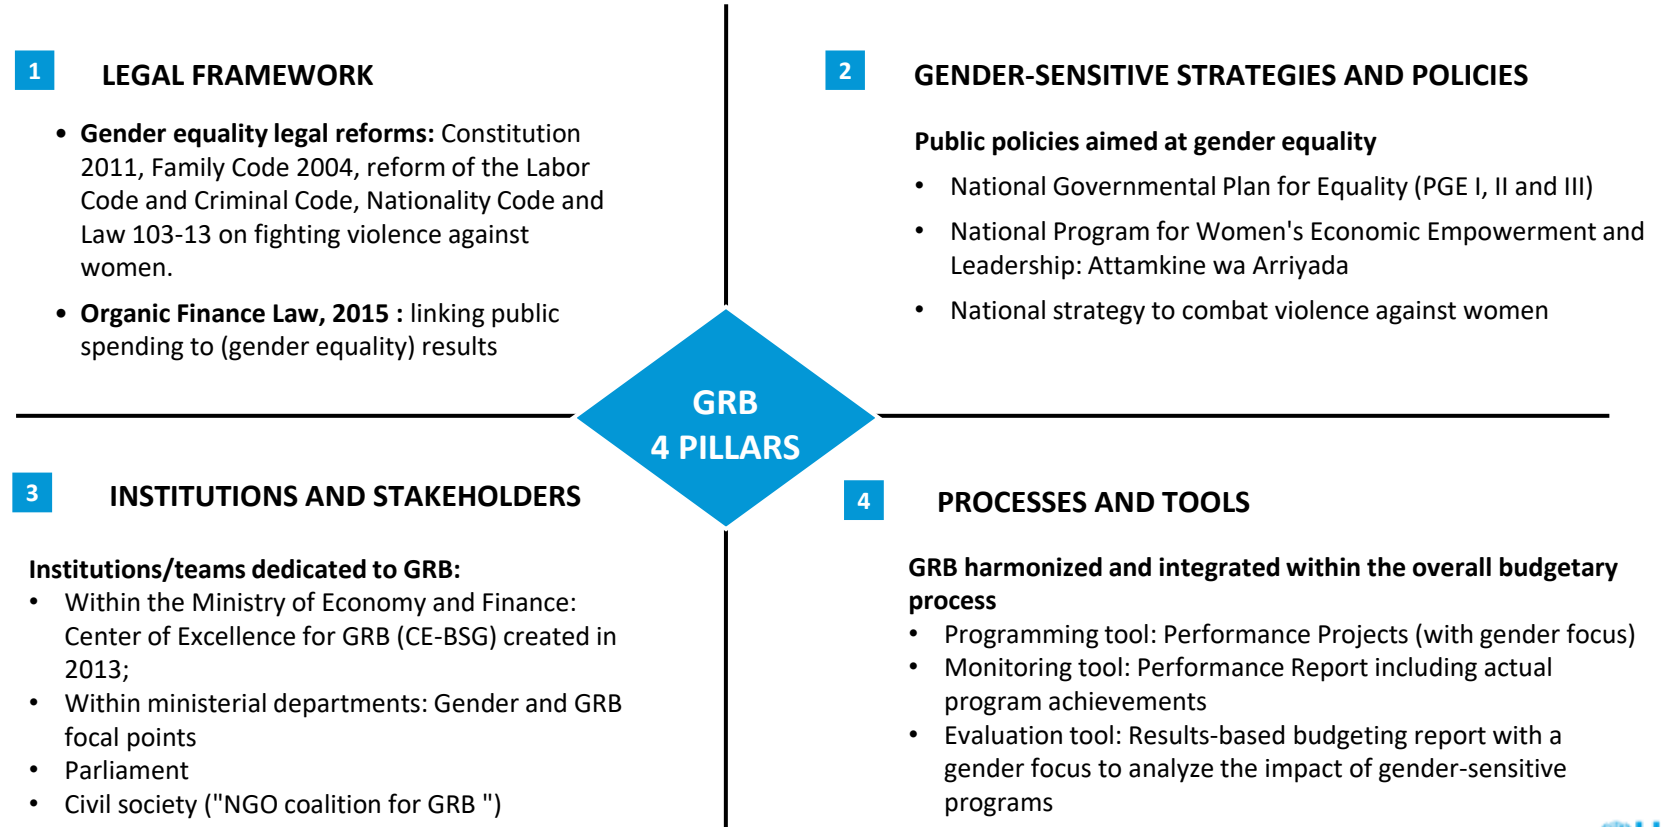 1
LEGAL FRAMEWORK
• Gender equality legal reforms: Constitution
2011, Family Code 2004, reform of the Labor
Code and Criminal Code, Nationality Code and
Law 103-13 on fighting violence against
women.
• Organic Finance Law, 2015 : linking public
spending to (gender equality) results
2
GENDER-SENSITIVE STRATEGIES AND POLICIES
Public policies aimed at gender equality
• National Governmental Plan for Equality (PGE I, II and III)
• National Program for Women's Economic Empowerment and
Leadership: Attamkine wa Arriyada
• National strategy to combat violence against women
GRB
4 PILLARS
3
INSTITUTIONS AND STAKEHOLDERS
Institutions/teams dedicated to GRB:
• Within the Ministry of Economy and Finance:
Center of Excellence for GRB (CE-BSG) created in
2013;
• Within ministerial departments: Gender and GRB
focal points
• Parliament
• Civil society ("NGO coalition for GRB ")
4
PROCESSES AND TOOLS
GRB harmonized and integrated within the overall budgetary
process
• Programming tool: Performance Projects (with gender focus)
• Monitoring tool: Performance Report including actual
program achievements
• Evaluation tool: Results-based budgeting report with a
gender focus to analyze the impact of gender-sensitive
programs